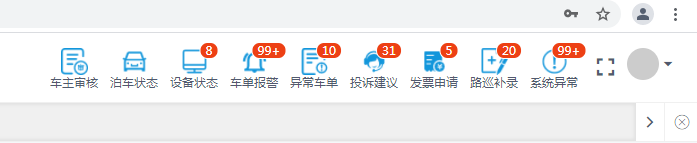 8 99+ 10 31 5 20 99+
车主审核 泊车状态 设备状态 车单报警 异常车单 投诉建议 发票申请 路巡补录 系统异常